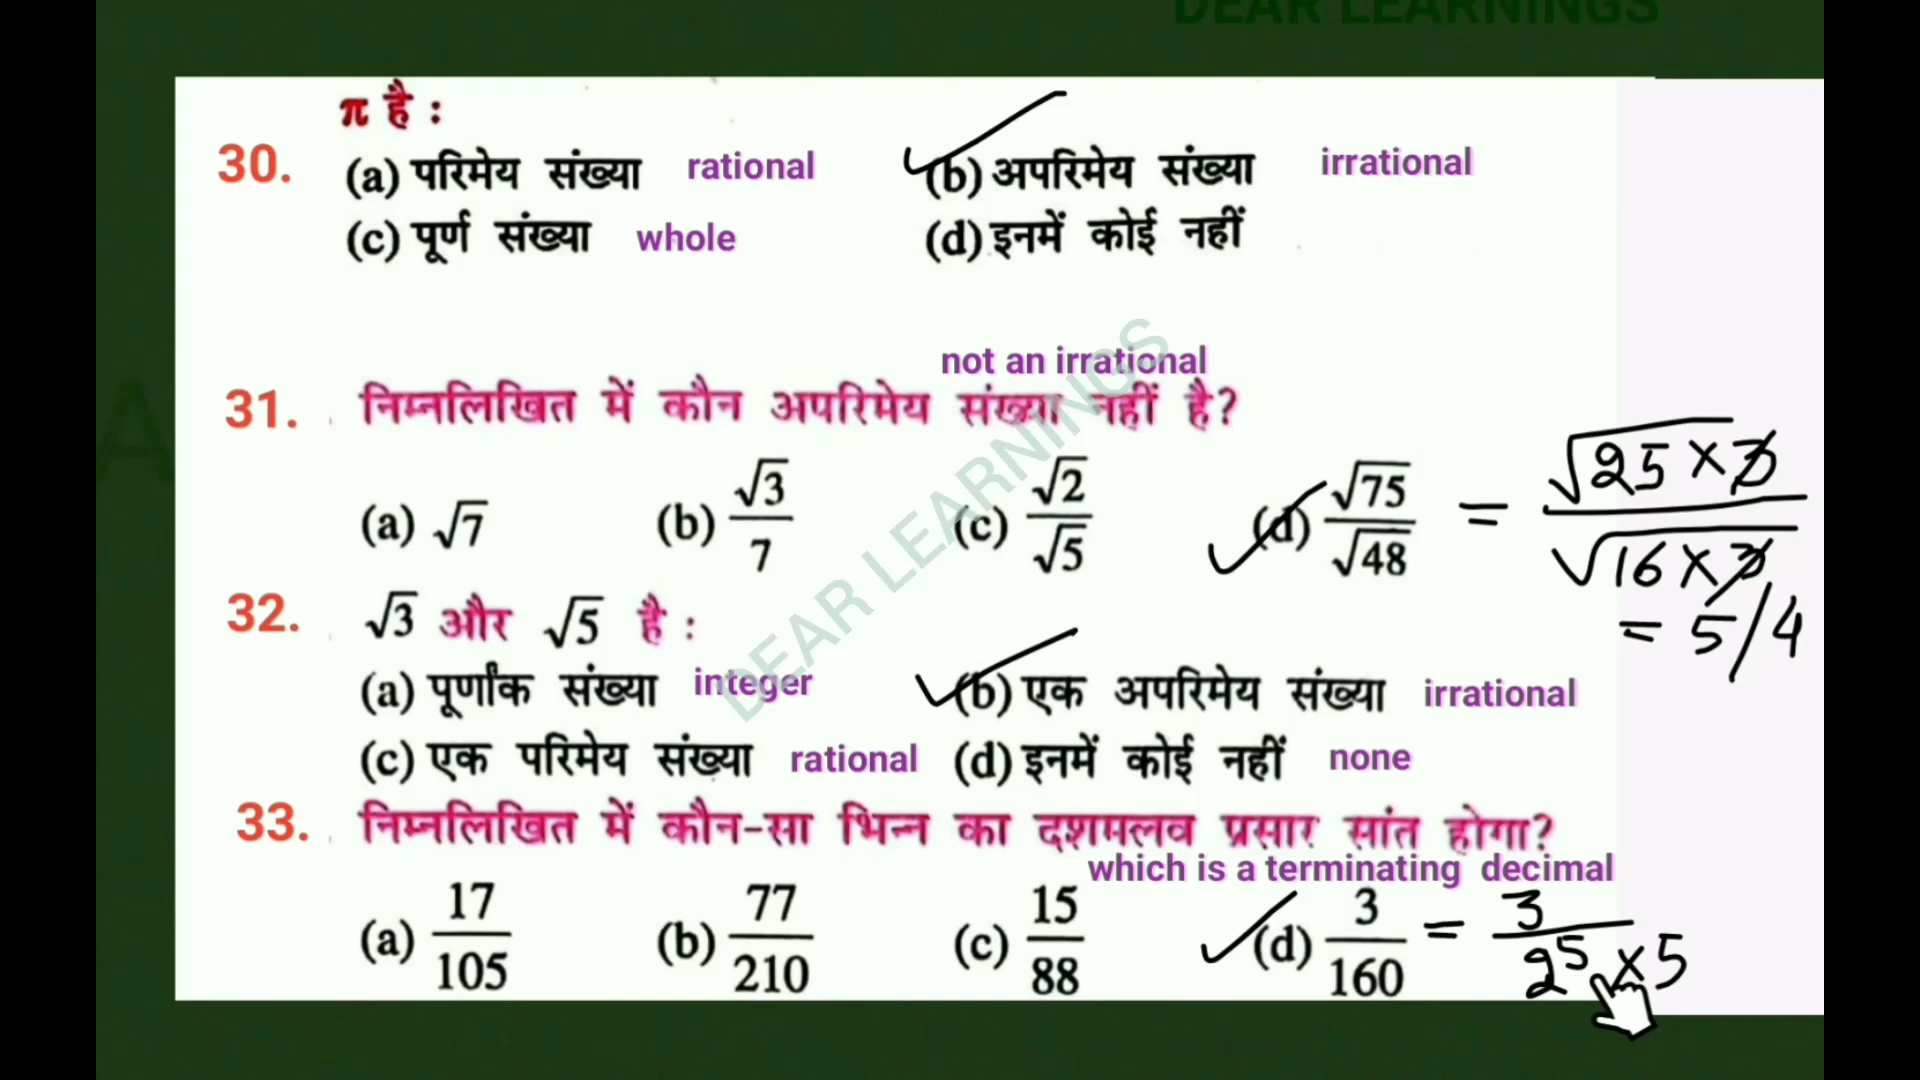 DEAR LEARNINGS
π है :
30. (a) परिमेय संख्या rational (b) अपरिमेय संख्या irrational
(c) पूर्ण संख्या whole (d) इनमें कोई नहीं
not an irrational
31. निम्नलिखित में कौन अपरिमेय संख्या नहीं है?
(a) √7 (b) √3/7 (c) √2/√5 (d) √75/√48 = √25×3/√16×3
= 5/4
32. √3 और √5 है :
(a) पूर्णांक संख्या integer (b) एक अपरिमेय संख्या irrational
(c) एक परिमेय संख्या rational (d) इनमें कोई नहीं none
33. निम्नलिखित में कौन-सा भिन्न का दशमलव प्रसार सांत होगा?
which is a terminating decimal
(a) 17/105 (b) 77/210 (c) 15/88 (d) 3/160 = 3/2⁵×5
DEAR LEARNINGS